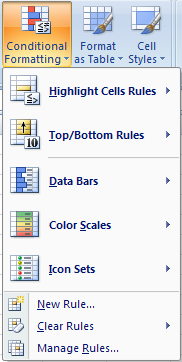 Conditional Format Cell
Formatting as Table Styles
Highlight Cells Rules
Top/Bottom Rules
10
Data Bars
Color Scales
Icon Sets
New Rule...
Clear Rules
Manage Rules...